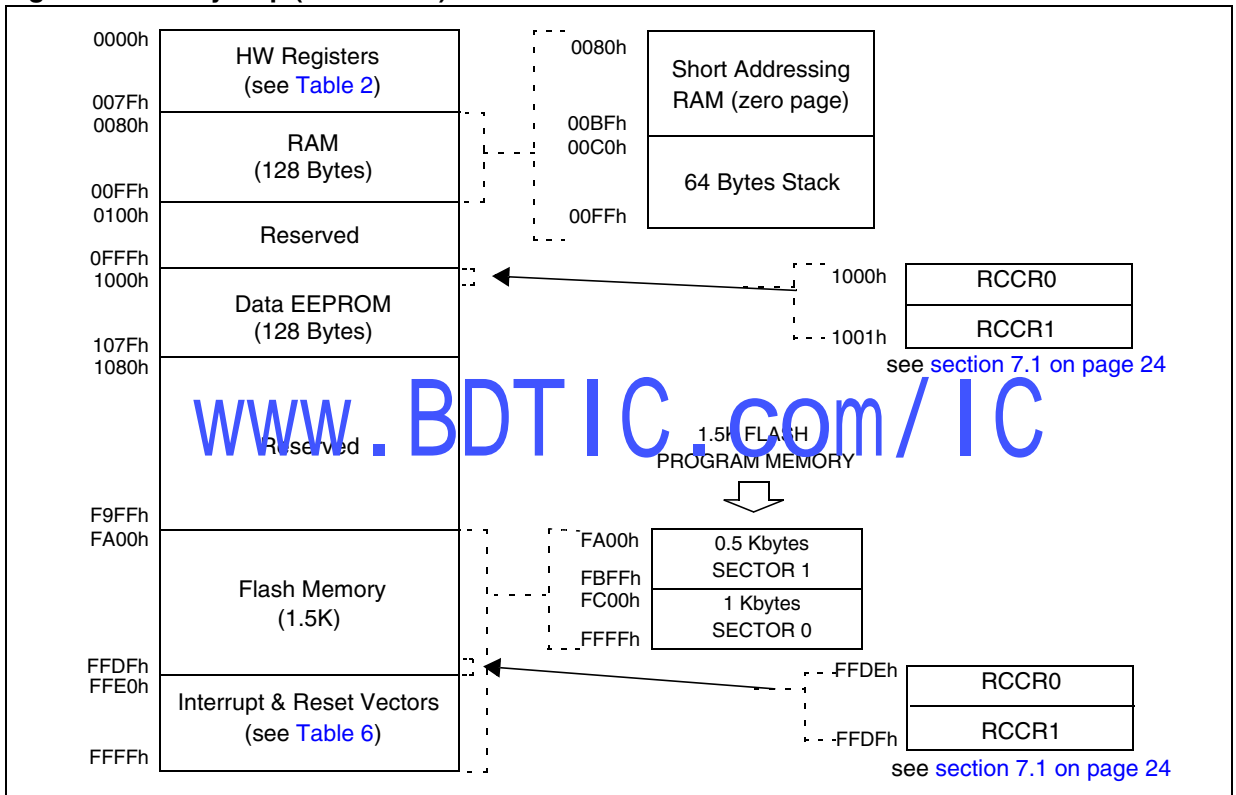 0000h
HW Registers
(see Table 2)
007Fh
0080h
RAM
(128 Bytes)
00FFh
0100h
Reserved
0FFFh
1000h
Data EEPROM
(128 Bytes)
107Fh
1080h
Reserved
F9FFh
FA00h
Flash Memory
(1.5K)
FFDFh
FFE0h
Interrupt & Reset Vectors
(see Table 6)
FFFFh
0080h
Short Addressing
RAM (zero page)
00BFh
00C0h
64 Bytes Stack
00FFh
1000h
RCCR0
1001h
RCCR1
see section 7.1 on page 24
www.BDTIC.com/IC
1.5K FLASH
PROGRAM MEMORY
FA00h
0.5 Kbytes
SECTOR 1
FBFFh
FC00h
1 Kbytes
SECTOR 0
FFFFh
FFDEh
RCCR0
RCCR1
FFDFh
see section 7.1 on page 24